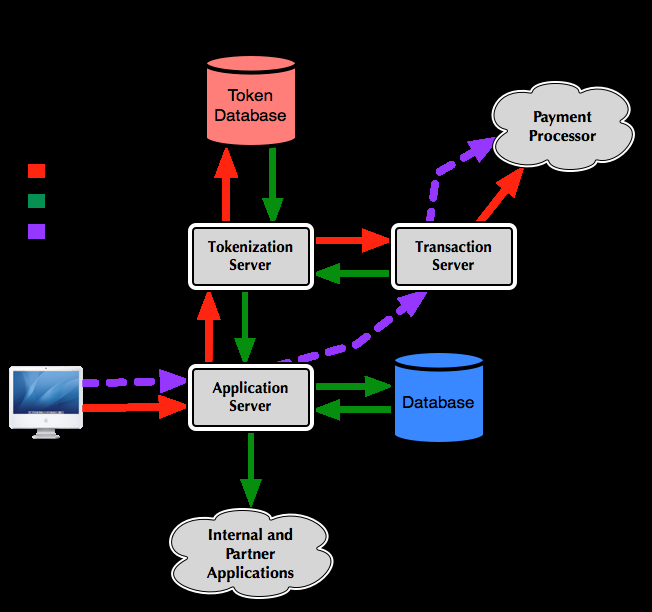 Token
Database
Payment
Processor
Tokenization
Server
Transaction
Server
Application
Server
Database
Internal and
Partner
Applications